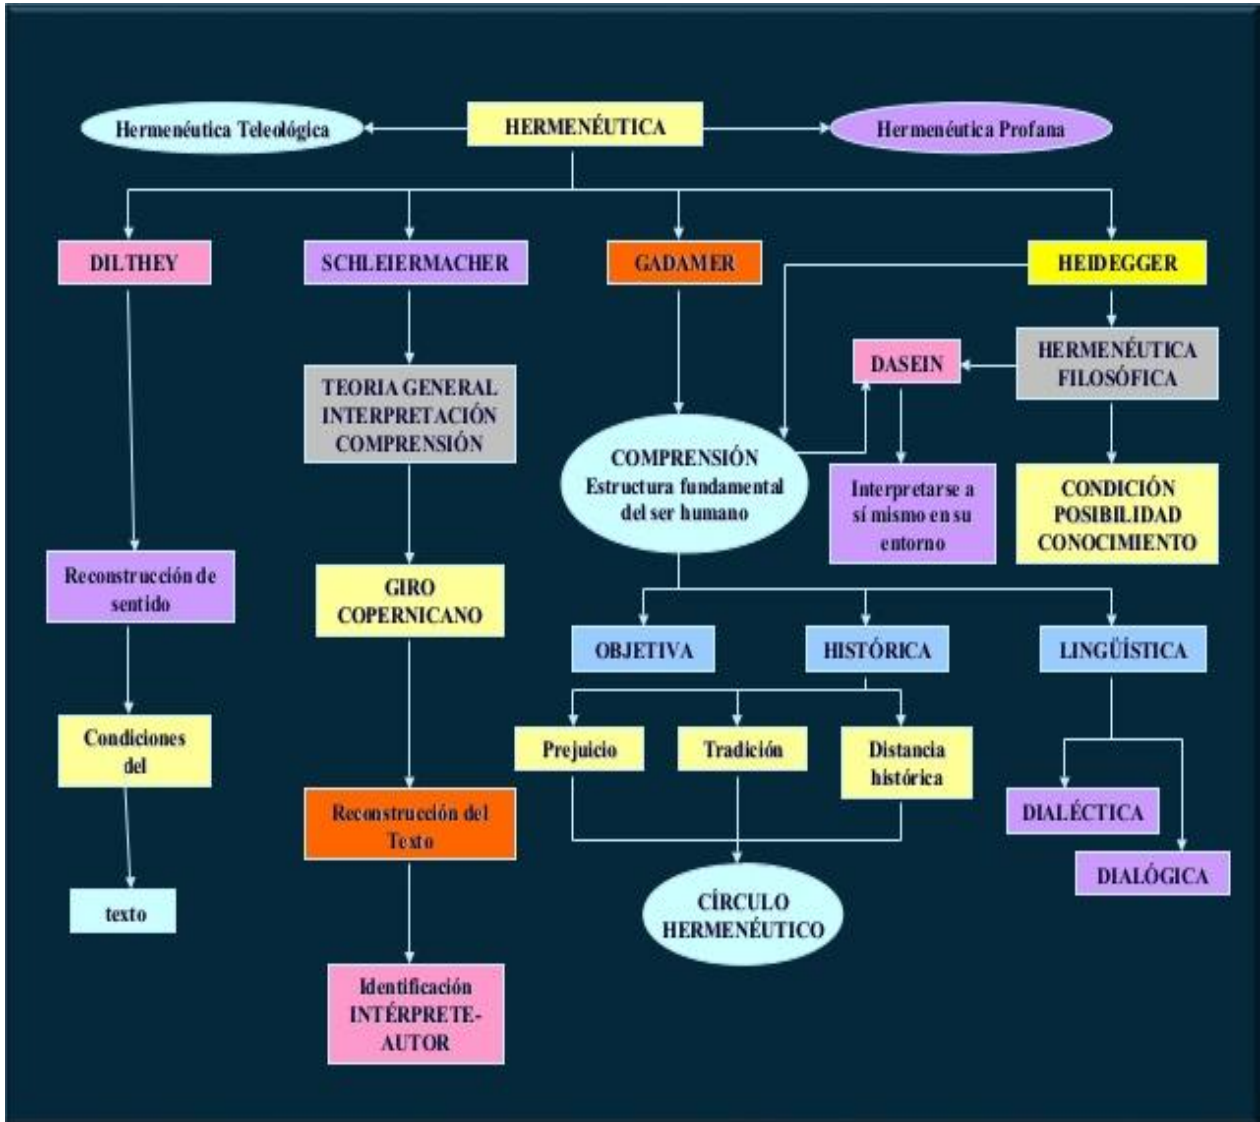 Hermenéutica Teleológica
HERMENÉUTICA
Hermenéutica Profana
DILTHEY
SCHLEIERMACHER
GADAMER
HEIDEGGER
TEORIA GENERAL
INTERPRETACIÓN
COMPRENSIÓN
DASEIN
HERMENÉUTICA
FILOSÓFICA
COMPRENSIÓN
Estructura fundamental
del ser humano
Interpretarse a
sí mismo en su
entorno
CONDICIÓN
POSIBILIDAD
CONOCIMIENTO
Reconstrucción de
sentido
GIRO
COPERNICANO
OBJETIVA
HISTÓRICA
LINGÜÍSTICA
Condiciones
del
Prejuicio
Tradición
Distancia
histórica
Reconstrucción del
Texto
DIALÉCTICA
DIALÓGICA
texto
CÍRCULO
HERMENÉUTICO
Identificación
INTÉRPRETE-
AUTOR